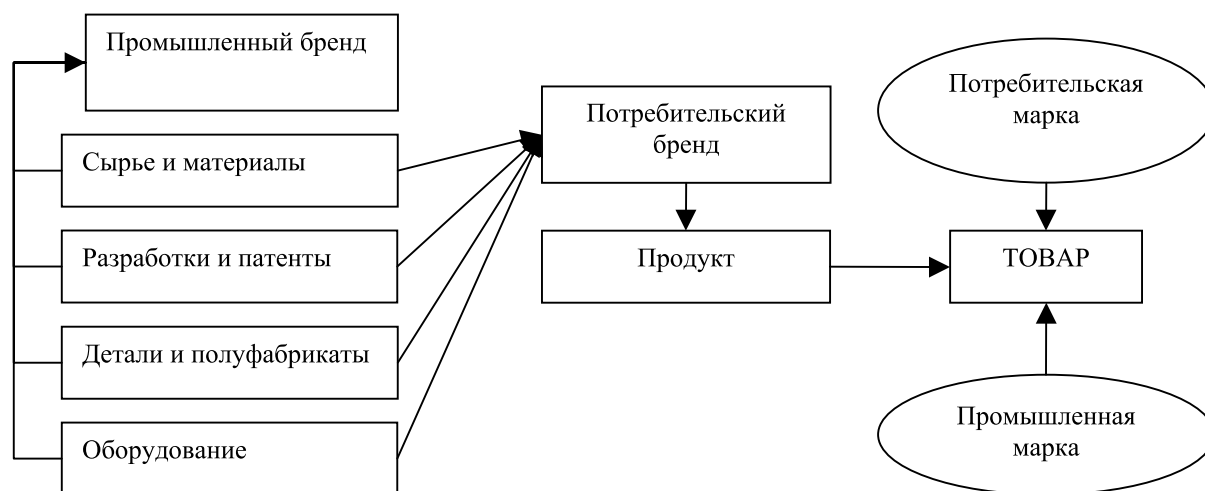 Промышленный бренд
Сырье и материалы
Разработки и патенты
Детали и полуфабрикаты
Оборудование
Потребительский
бренд
Продукт
Потребительская
марка
ТОВАР
Промышленная
марка